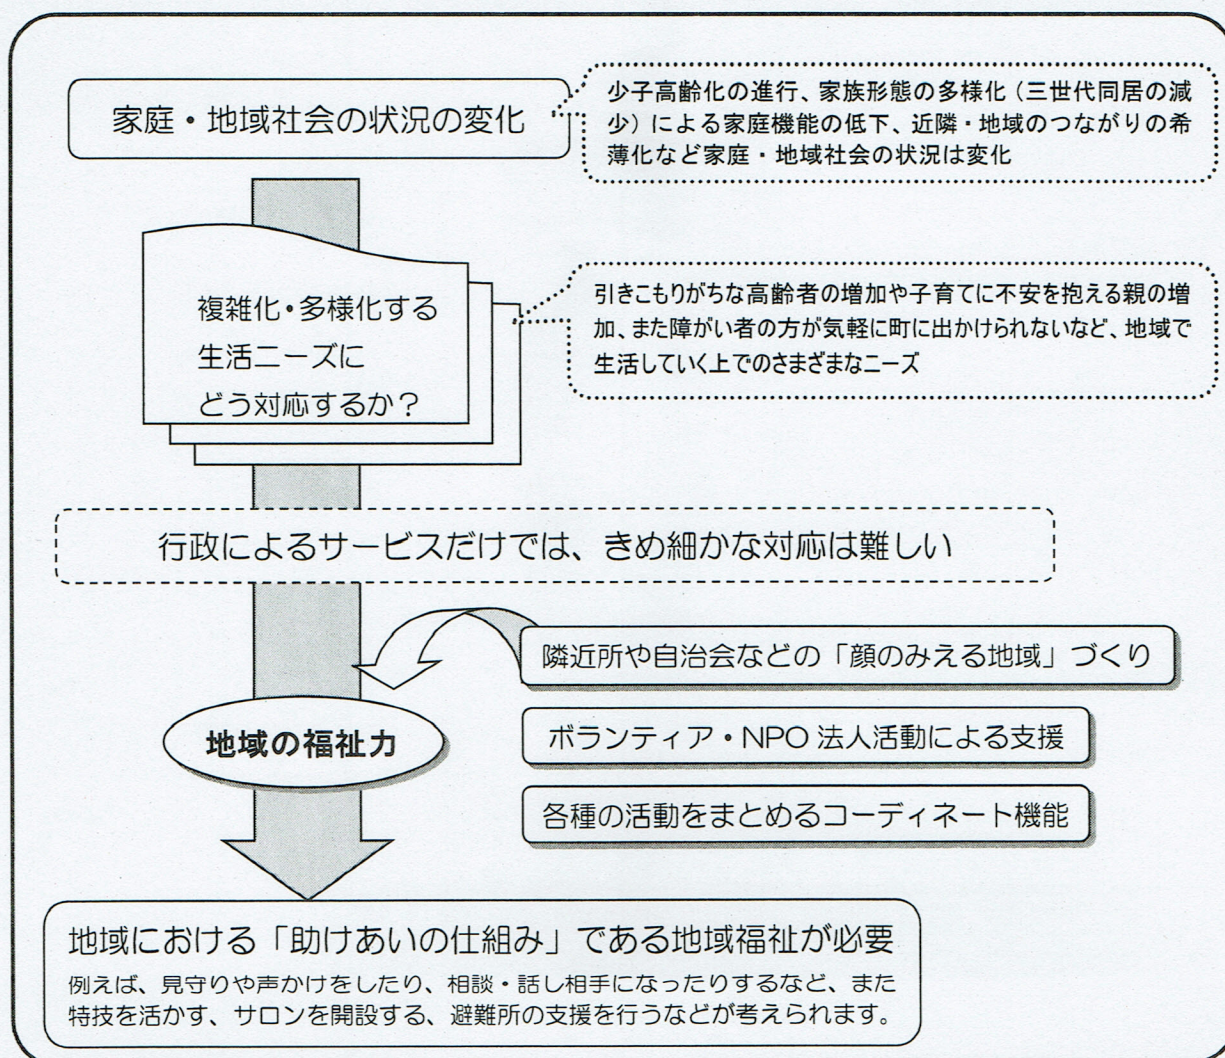 家庭・地域社会の状況の変化
少子高齢化の進行、家族形態の多様化（三世代同居の減
少）による家庭機能の低下、近隣・地域のつながりの希
薄化など家庭・地域社会の状況は変化
複雑化・多様化する
生活ニーズに
どう対応するか？
引きこもりがちな高齢者の増加や子育てに不安を抱える親の増
加、また障がい者の方が気軽に町に出かけられないなど、地域で
生活していく上でのさまざまなニーズ
行政によるサービスだけでは、きめ細かな対応は難しい
隣近所や自治会などの「顔のみえる地域」づくり
地域の福祉力
ボランティア・NPO 法人活動による支援
各種の活動をまとめるコーディネート機能
地域における「助けあいの仕組み」である地域福祉が必要
例えば、見守りや声かけをしたり、相談・話し相手になったりするなど、また
特技を活かす、サロンを開設する、避難所の支援を行うなどが考えられます。